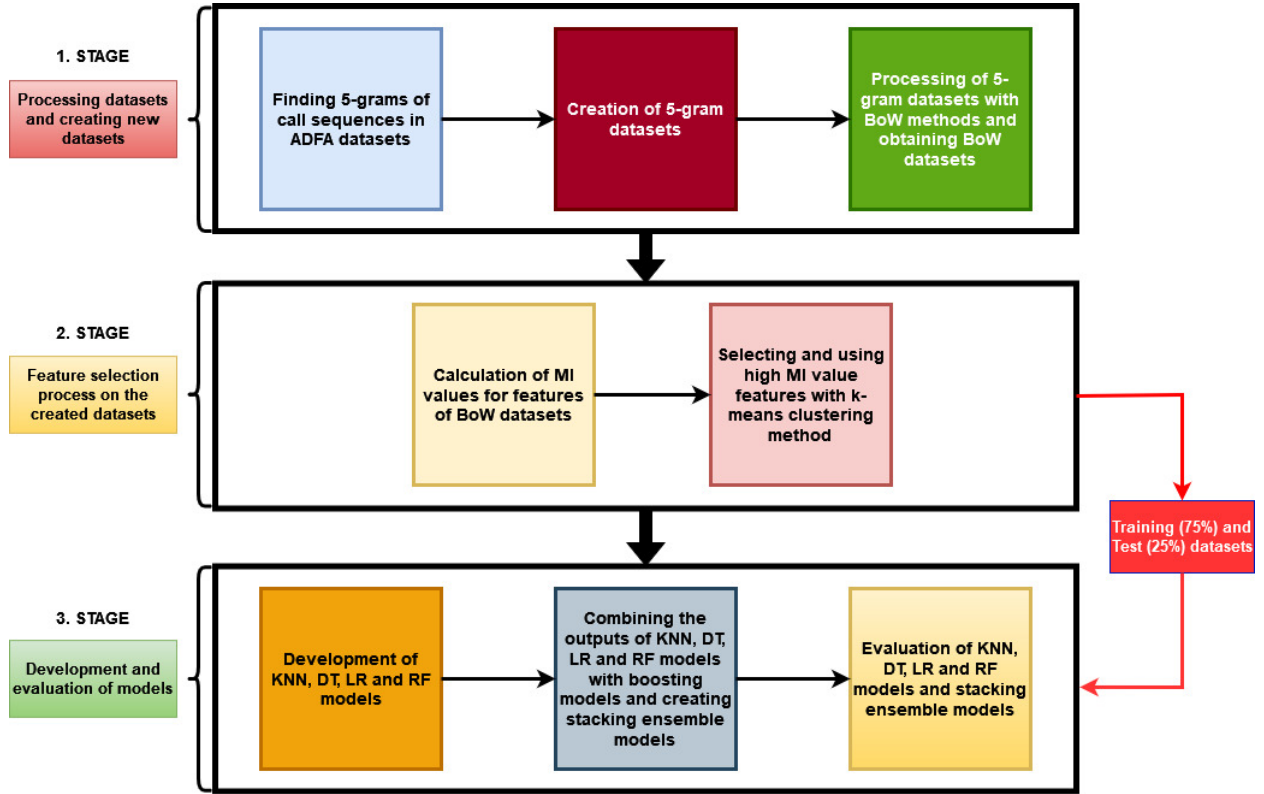 1. STAGE
Processing datasets
and creating new
datasets
Finding 5-grams of
call sequences in
ADFA datasets
Creation of 5-gram
datasets
Processing of 5-
gram datasets with
BoW methods and
obtaining BoW
datasets
2. STAGE
Feature selection
process on the
created datasets
Calculation of MI
values for features
of BoW datasets
Selecting and using
high MI value
features with k-
means clustering
method
Training (75%) and
Test (25%) datasets
3. STAGE
Development and
evaluation of models
Development of
KNN, DT, LR and RF
models
Combining the
outputs of KNN, DT,
LR and RF models
with boosting
models and creating
stacking ensemble
models
Evaluation of KNN,
DT, LR and RF
models and stacking
ensemble models